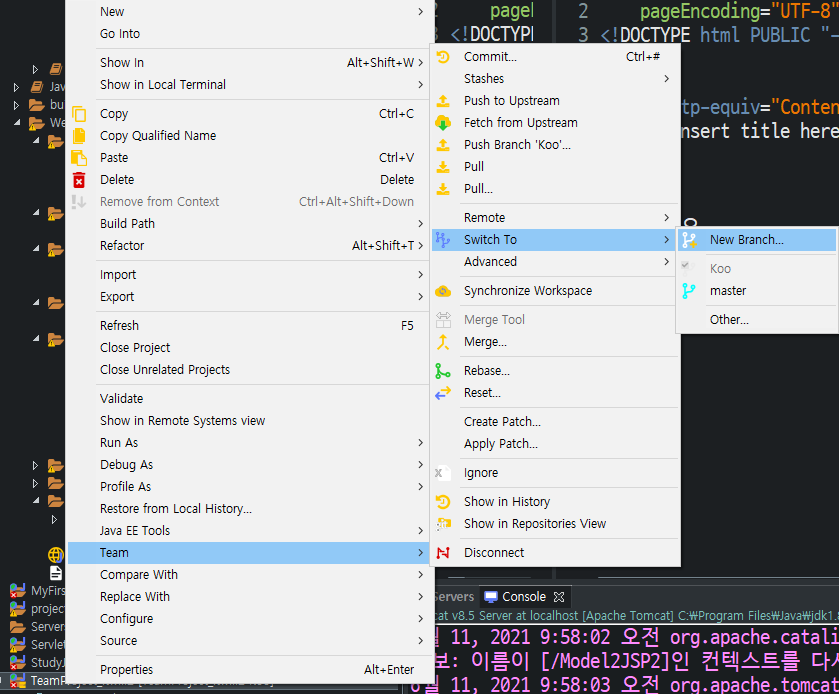 New
Go Into
Show In Alt+Shift+W
Show in Local Terminal
Copy Ctrl+C
Copy Qualified Name
Paste Ctrl+V
Delete Delete
Remove from Context Ctrl+Alt+Shift+Down
Build Path
Refactor Alt+Shift+T
Import
Export
Refresh F5
Close Project
Close Unrelated Projects
Validate
Show in Remote Systems view
Run As
Debug As
Profile As
Restore from Local History...
Java EE Tools
Team
Compare With
Replace With
Configure
Source
Properties Alt+Enter
Commit... Ctrl+#
Stashes
Push to Upstream
Fetch from Upstream
Push Branch 'Koo'...
Pull
Pull...
Remote
Switch To
Advanced
Synchronize Workspace
Merge Tool
Merge...
Rebase...
Reset...
Create Patch...
Apply Patch...
Ignore
Show in History
Show in Repositories View
Disconnect
New Branch...
Koo
master
Other...
pageI
<!DOCTYPI
2 pageEncoding="UTF-8"
3 <!DOCTYPE html PUBLIC "-
tp-equiv="Conten
nsert title here
Jav
bu
We
MyFirs
project
Servers
Servlet
StudyJ
TeamP
Servers Console
cat v8.5 Server at localhost [Apache Tomcat] C:₩Program Files₩Java₩jdk1.8
월 11, 2021 9:58:02 오전 org.apache.catali
보: 이름이 [/Model2JSP2]인 컨텍스트를 다시
6월 11, 2021 9:58:03 오전 org.apache.tomcat